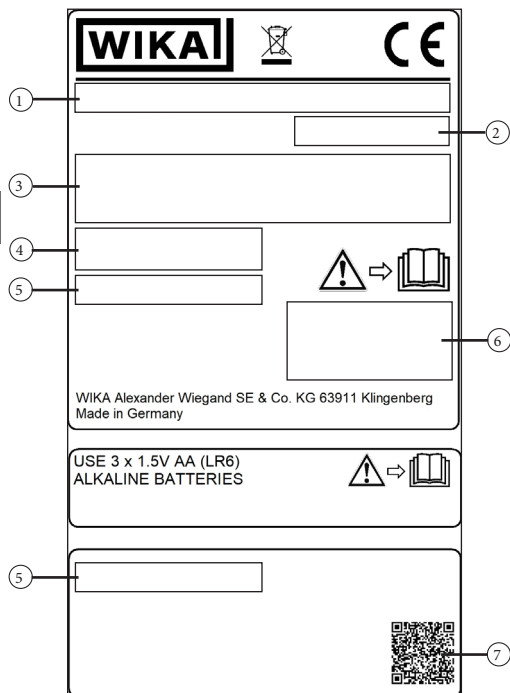 WIKA
CE
1
2
3
4
5
6
WIKA Alexander Wiegand SE & Co. KG 63911 Klingenberg
Made in Germany
USE 3 x 1.5V AA (LR6)
ALKALINE BATTERIES
5
7